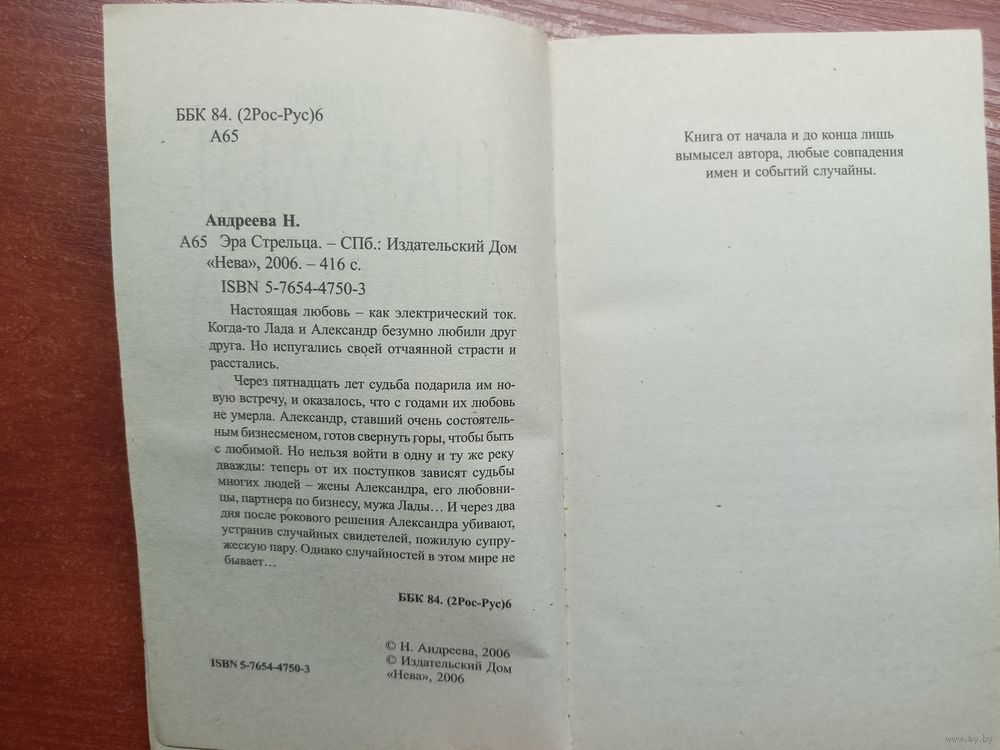 ББК 84. (2Рос-Рус)6
А65
Андреева Н.
А65 Эра Стрельца. – СПб.: Издательский Дом
«Нева», 2006. – 416 с.
ISBN 5-7654-4750-3
Настоящая любовь – как электрический ток.
Когда-то Лада и Александр безумно любили друг
друга. Но испугались своей отчаянной страсти и
расстались.
Через пятнадцать лет судьба подарила им но-
вую встречу, и оказалось, что с годами их любовь
не умерла. Александр, ставший очень состоятель-
ным бизнесменом, готов свернуть горы, чтобы быть
с любимой. Но нельзя войти в одну и ту же реку
дважды: теперь от их поступков зависят судьбы
многих людей – жены Александра, его любовни-
цы, партнера по бизнесу, мужа Лады... И через два
дня после рокового решения Александра убивают,
устранив случайных свидетелей, пожилую супру-
жескую пару. Однако случайностей в этом мире не
бывает...
ББК 84. (2Рос-Рус)6
ISBN 5-7654-4750-3
© Н. Андреева, 2006
© Издательский Дом
«Нева», 2006
Книга от начала и до конца лишь
вымысел автора, любые совпадения
имен и событий случайны.
www.ay.by